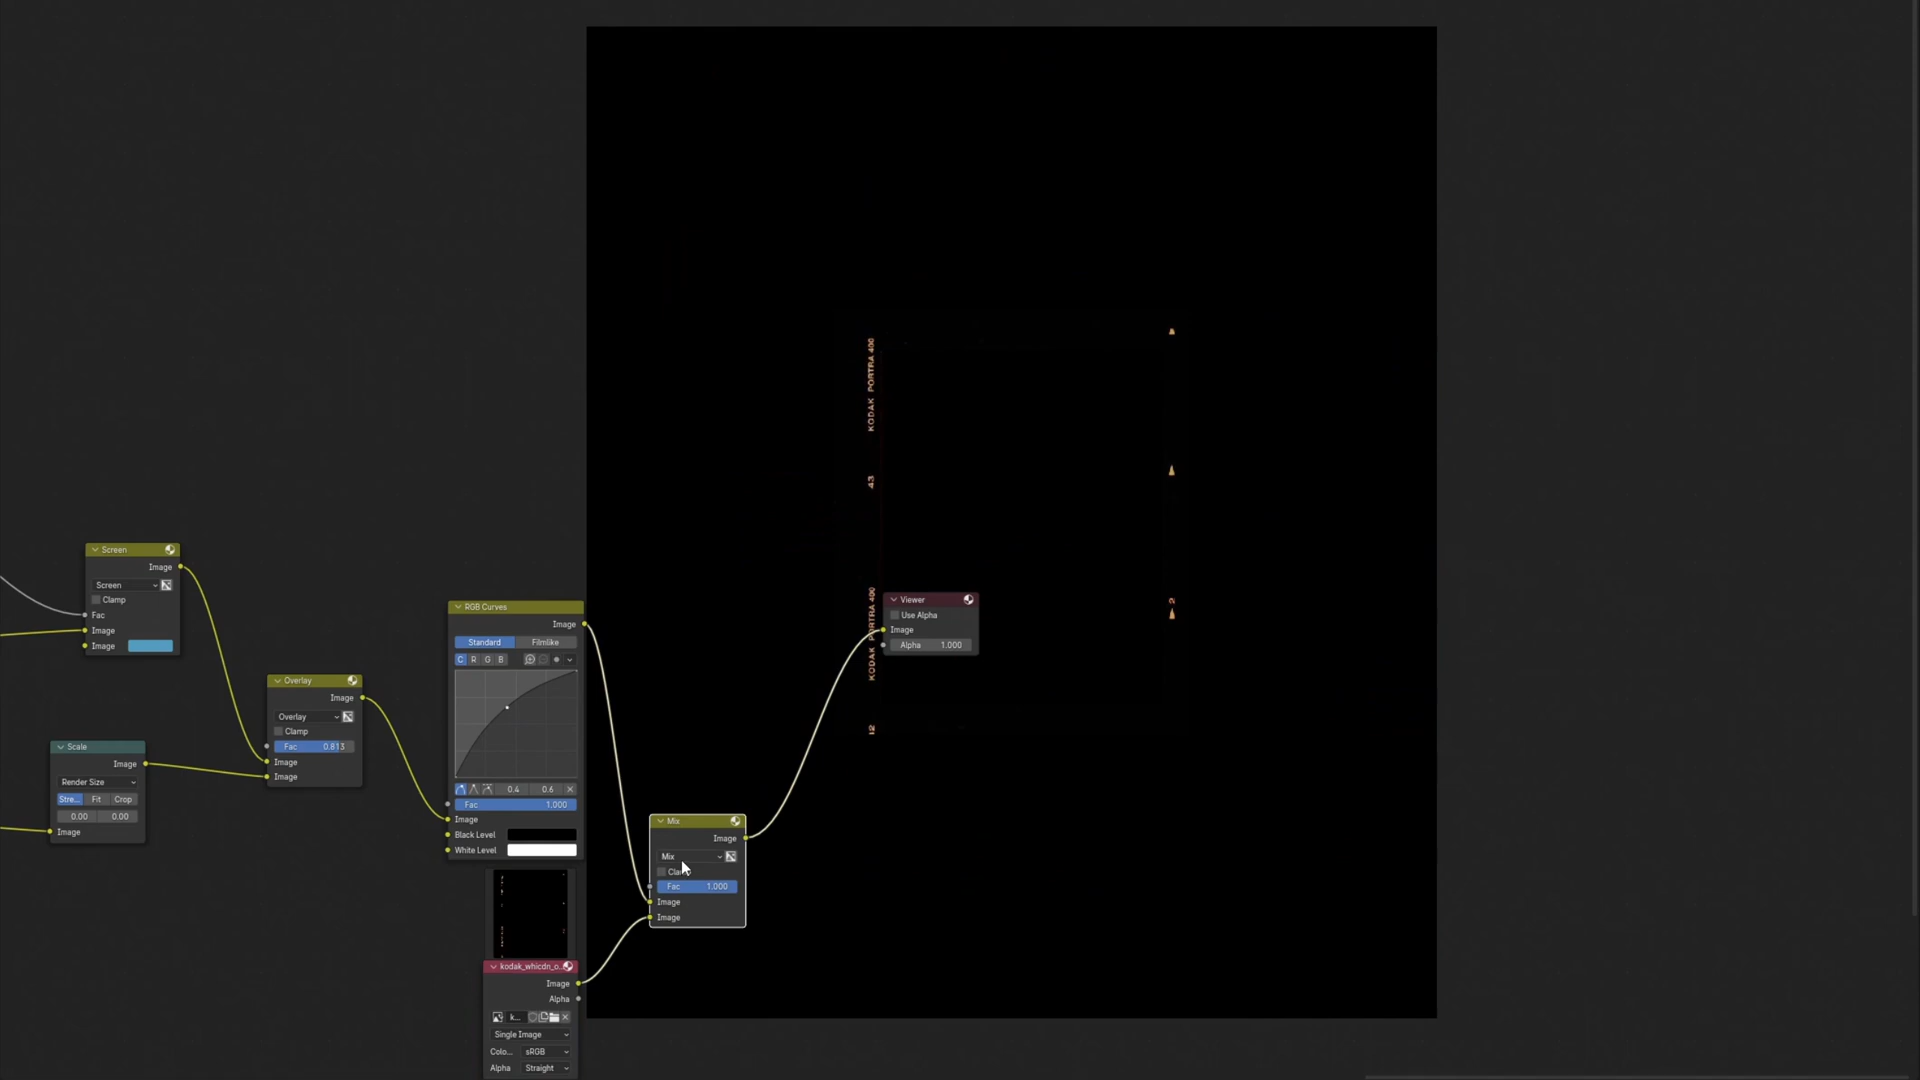 KODAK PORTRA 400
43
KODAK PORTRA 400
12
2
Screen
Image
Screen
Clamp
Fac
Image
Image
Scale
Image
Render Size
Stre...
Fit
Crop
0.00
0.00
Image
Overlay
Image
Overlay
Clamp
Fac 0.813
Image
Image
RGB Curves
Image
Standard
Filmlike
C R G B
0.4
0.6
Fac 1.000
Image
Black Level
White Level
kodak_whicdn_o...
Image
Alpha
k...
Single Image
Colo... sRGB
Alpha Straight
Mix
Image
Mix
Fac 1.000
Image
Image
Viewer
Use Alpha
Image
Alpha 1.000